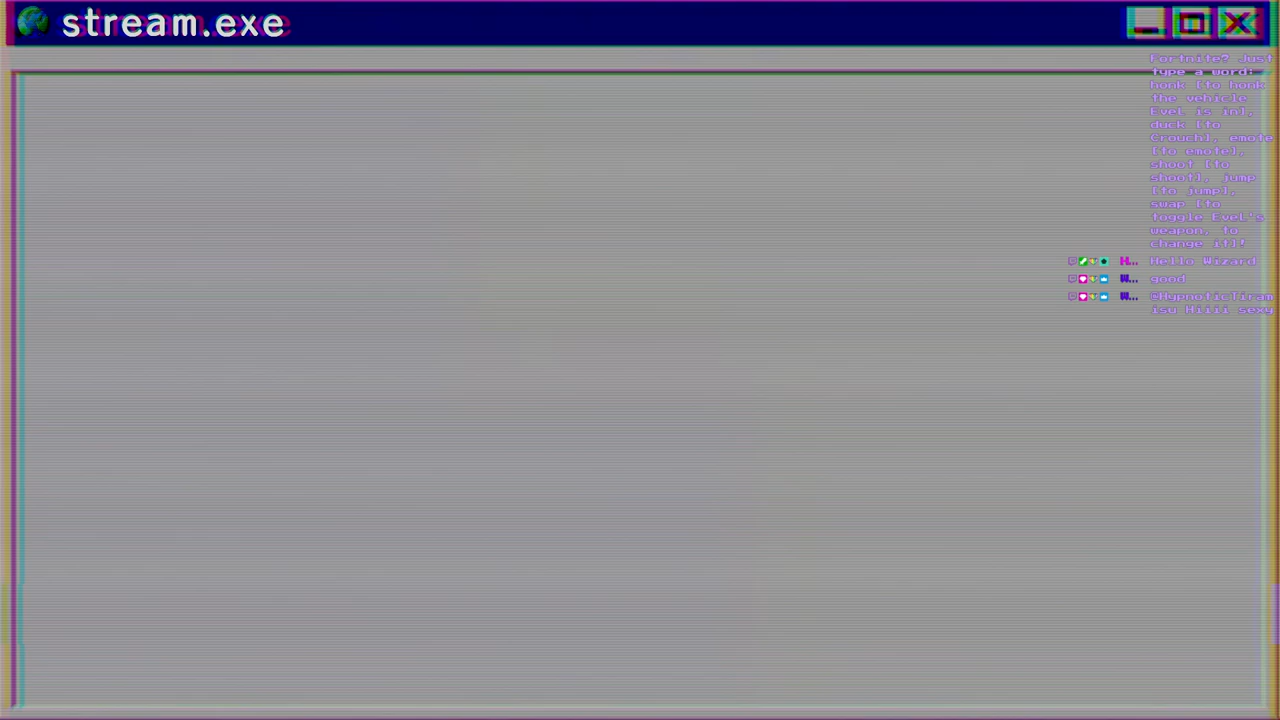 stream.exe
Fortnite? Just
type a word:
honk [to honk
the vehicle
Evel is in],
duck [to
Crouch], emote
[to emote],
shoot [to
shoot], jump
[to jump],
swap [to
toggle Evel's
weapon, to
change it]!
H... Hello Wizard
W... good
W... @HypnoticTiram
isu Hiiii sexy